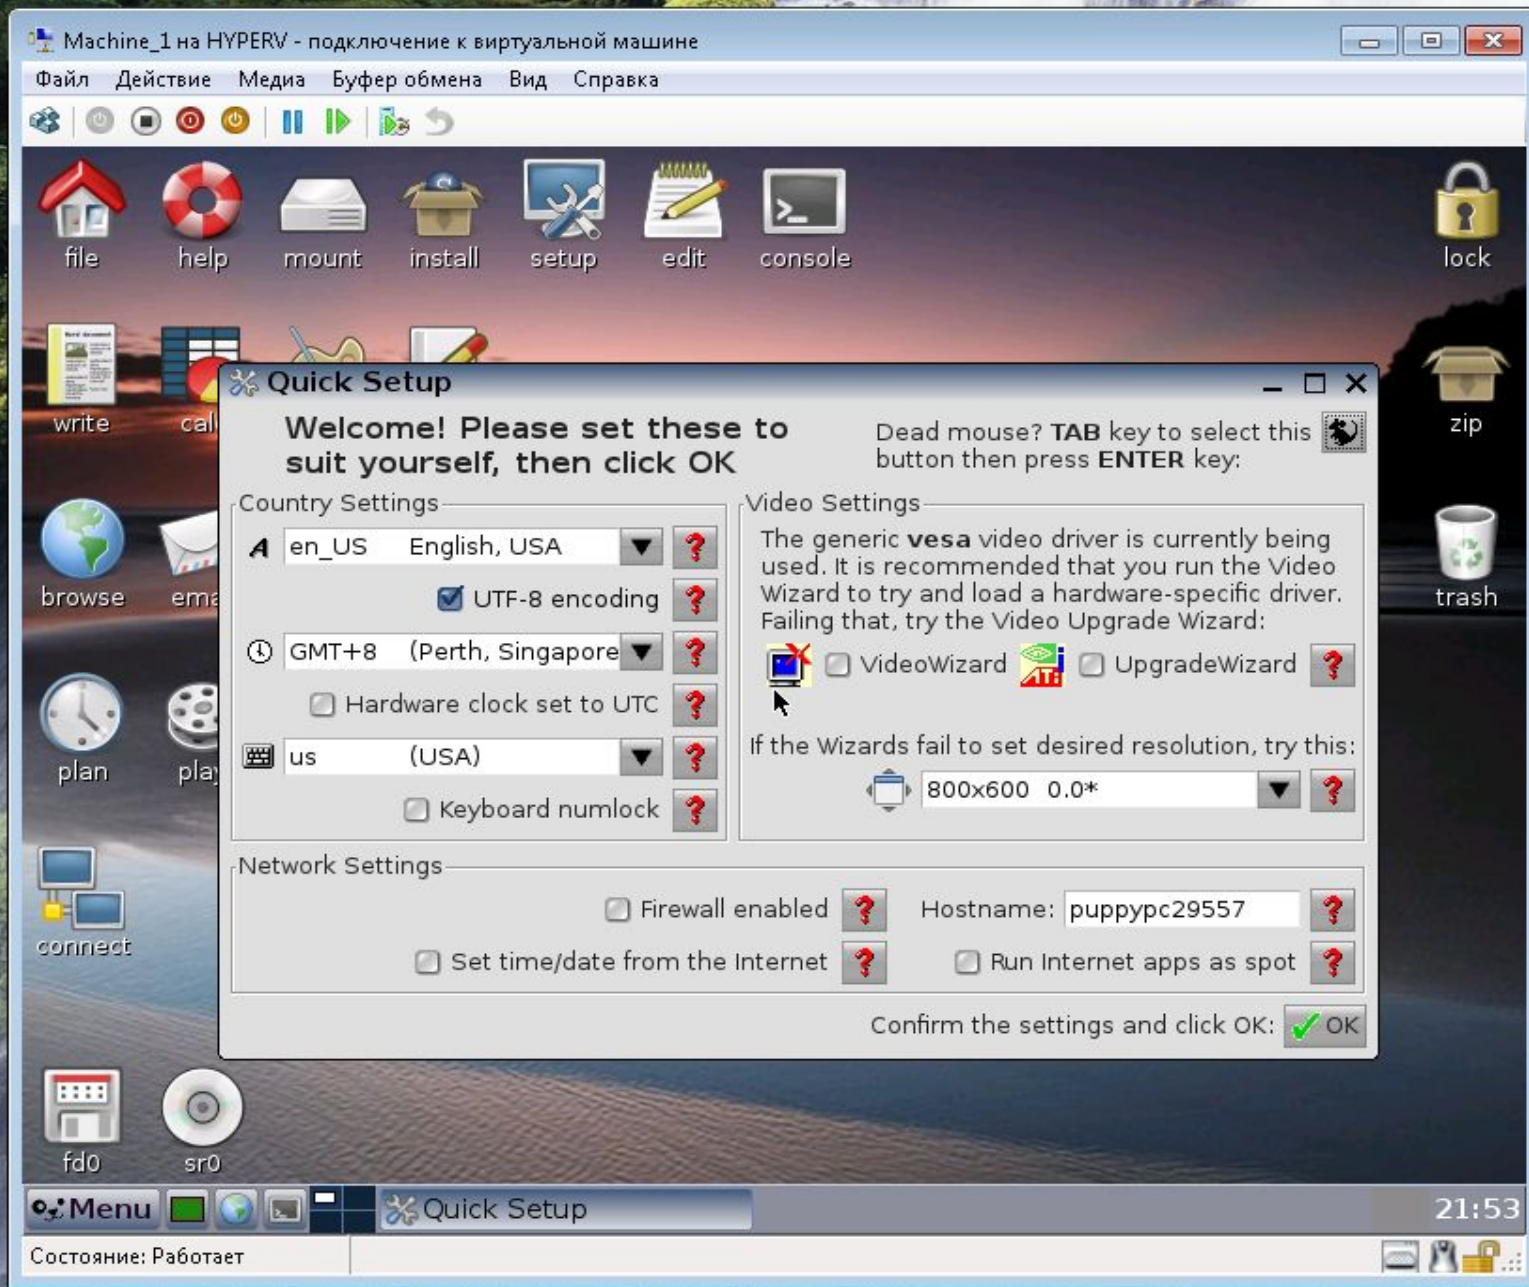 Machine_1 на HYPERV - подключение к виртуальной машине
Файл Действие Медиа Буфер обмена Вид Справка
file help mount install setup edit console lock
write zip
Quick Setup
Welcome! Please set these to
suit yourself, then click OK
Dead mouse? TAB key to select this
button then press ENTER key:
Country Settings
en_US English, USA
UTF-8 encoding
GMT+8 (Perth, Singapore
Hardware clock set to UTC
us (USA)
Keyboard numlock
Video Settings
The generic vesa video driver is currently being
used. It is recommended that you run the Video
Wizard to try and load a hardware-specific driver.
Failing that, try the Video Upgrade Wizard:
VideoWizard ATi UpgradeWizard
If the Wizards fail to set desired resolution, try this:
800x600 0.0*
Network Settings
Firewall enabled Hostname: puppypc29557
Set time/date from the Internet Run Internet apps as spot
Confirm the settings and click OK: OK
browse trash
plan
connect
fd0 sr0
Menu Quick Setup 21:53
Состояние: Работает